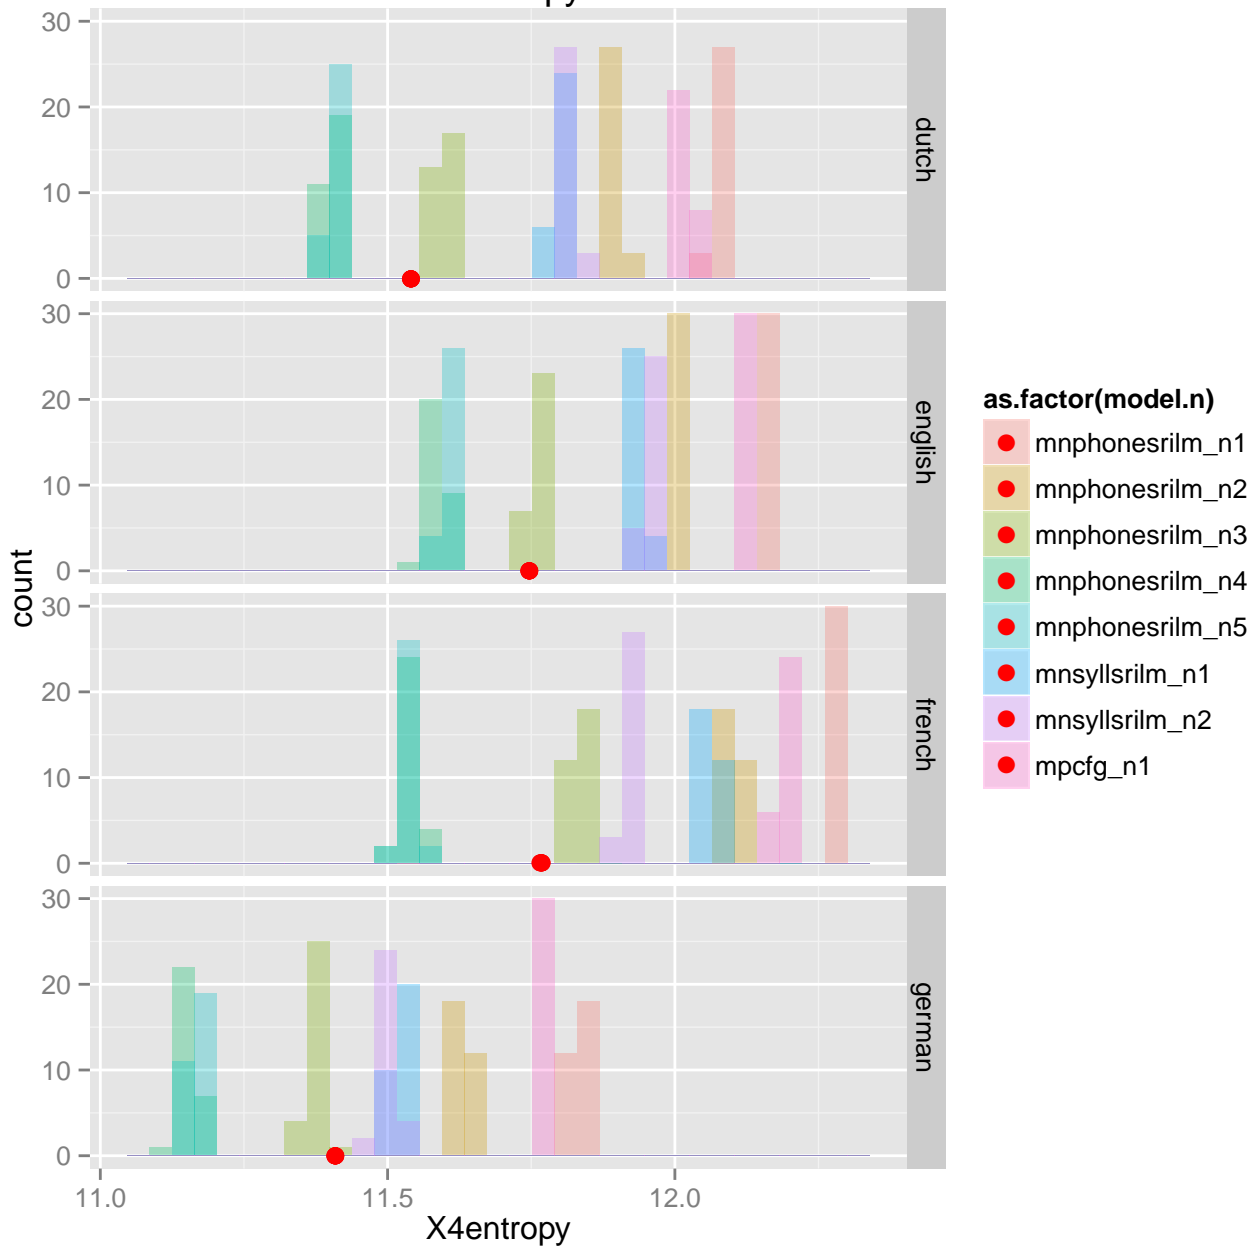 py
30
20
10
0
dutch
30
20
10
0
english
30
20
10
0
french
30
20
10
0
german
count
11.0
11.5
12.0
X4entropy
as.factor(model.n)
mnphonesrilm_n1
mnphonesrilm_n2
mnphonesrilm_n3
mnphonesrilm_n4
mnphonesrilm_n5
mnsyllsrilm_n1
mnsyllsrilm_n2
mpcfg_n1